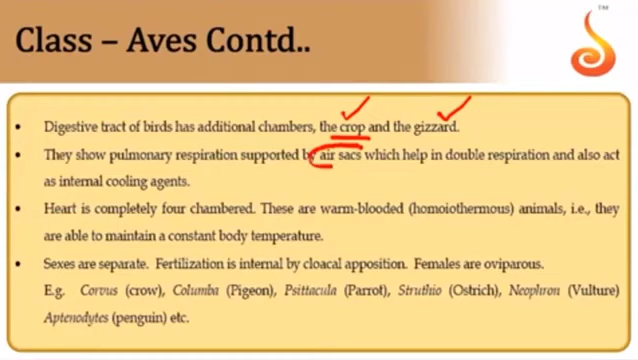 Class – Aves Contd..
TM
• Digestive tract of birds has additional chambers, the crop and the gizzard.
• They show pulmonary respiration supported by air sacs which help in double respiration and also act
as internal cooling agents.
• Heart is completely four chambered. These are warm-blooded (homoiothermous) animals, i.e., they
are able to maintain a constant body temperature.
• Sexes are separate. Fertilization is internal by cloacal apposition. Females are oviparous.
E.g. Corvus (crow), Columba (Pigeon), Psittacula (Parrot), Struthio (Ostrich), Neophron (Vulture)
Aptenodytes (penguin) etc.